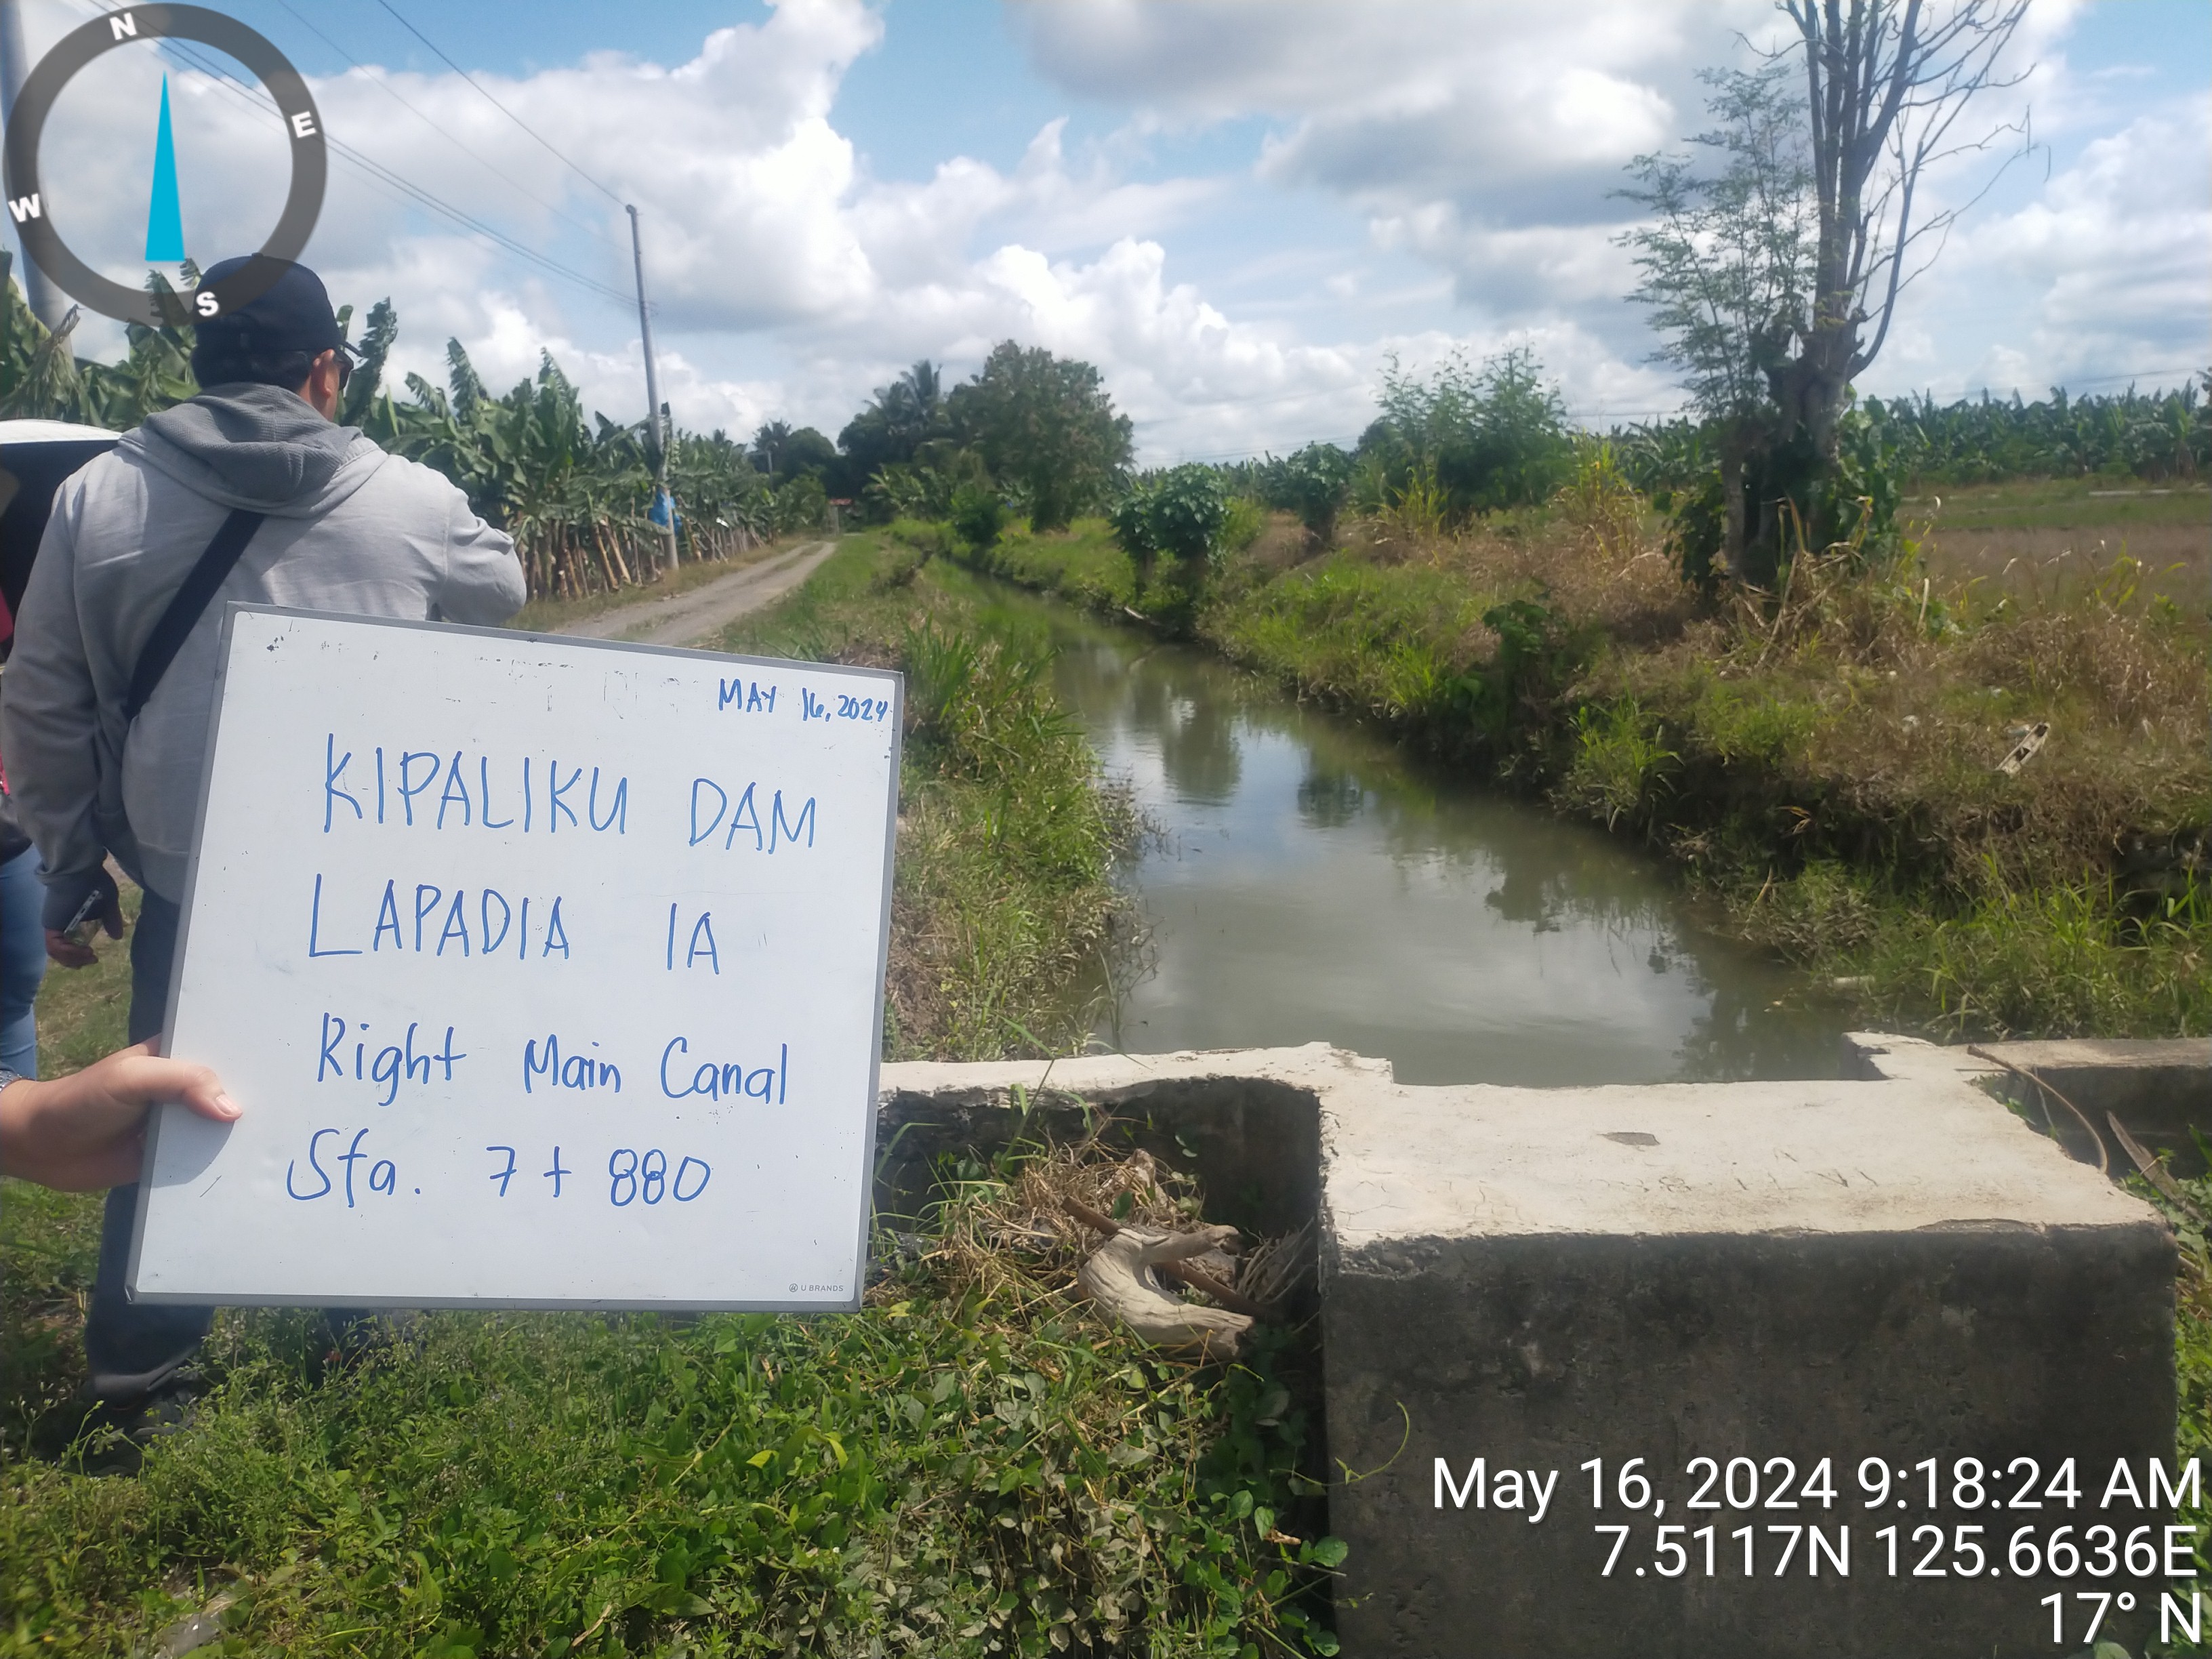 N
E
W
S
MAY 16, 2024
KIPALIKU DAM
LAPADIA IA
Right Main Canal
Sta. 7+880
U BRANDS
May 16, 2024 9:18:24 AM
7.5117N 125.6636E
17° N